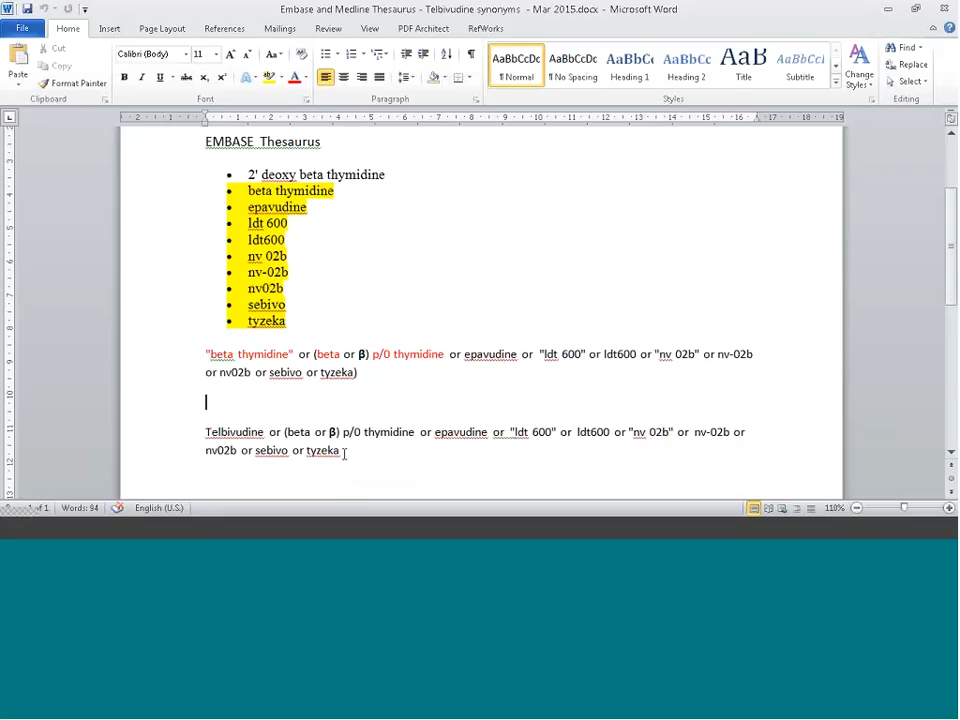 Embase and Medline Thesaurus - Telbivudine synonyms - Mar 2015.docx - Microsoft Word
File Home Insert Page Layout References Mailings Review View PDF Architect RefWorks
Paste
Cut
Copy
Format Painter
Clipboard
Calibri (Body) 11
Font
Paragraph
AaBbCcDc AaBbCcDc AaBbCc AaBbCc AaB AaBbCcl
¶ Normal ¶ No Spacing Heading 1 Heading 2 Title Subtitle
Styles
Change Styles
Find
Replace
Select
Editing
EMBASE Thesaurus
• 2' deoxy beta thymidine
• beta thymidine
• epavudine
• ldt 600
• ldt600
• nv 02b
• nv-02b
• nv02b
• sebivo
• tyzeka
"beta thymidine" or (beta or β) p/0 thymidine or epavudine or "ldt 600" or ldt600 or "nv 02b" or nv-02b
or nv02b or sebivo or tyzeka)
Telbivudine or (beta or β) p/0 thymidine or epavudine or "ldt 600" or ldt600 or "nv 02b" or nv-02b or
nv02b or sebivo or tyzeka
1 of 1 Words: 94 English (U.S.) 110%